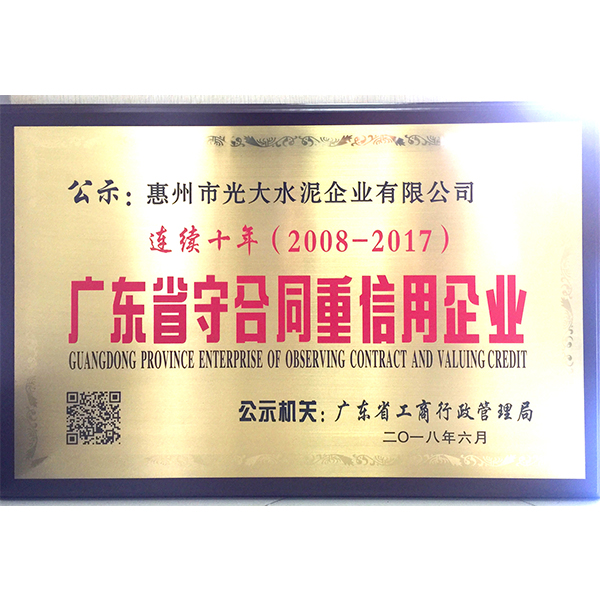 公示：惠州市光大水泥企业有限公司
连续十年（2008-2017）
广东省守合同重信用企业
GUANGDONG PROVINCE ENTERPRISE OF OBSERVING CONTRACT AND VALUING CREDIT
公示机关：广东省工商行政管理局
二〇一八年六月